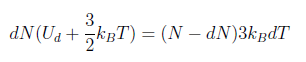 dN(U_d + \frac{3}{2}k_BT) = (N − dN)3k_BdT